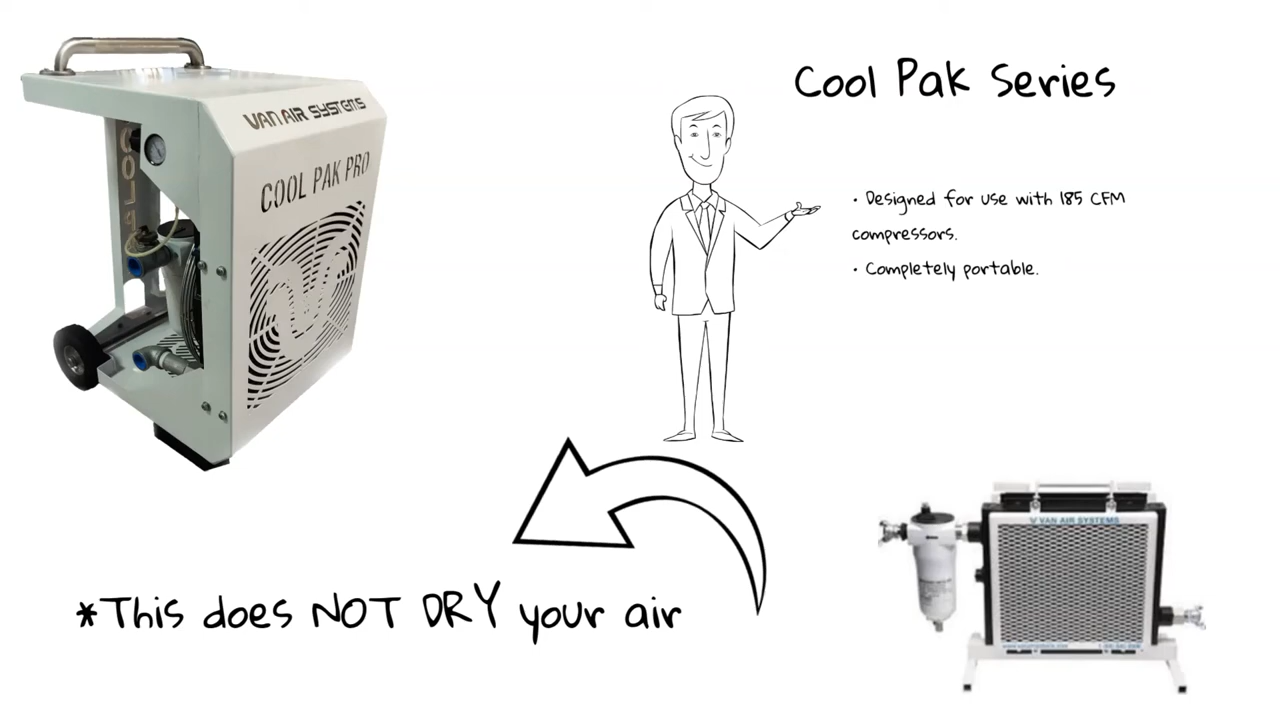 Cool Pak Series
• Designed for use with 185 CFM
compressors.
• Completely portable.
VAN AIR SYSTEMS
COOL PAK PRO
VAN AIR SYSTEMS
*This does NOT DRY your air